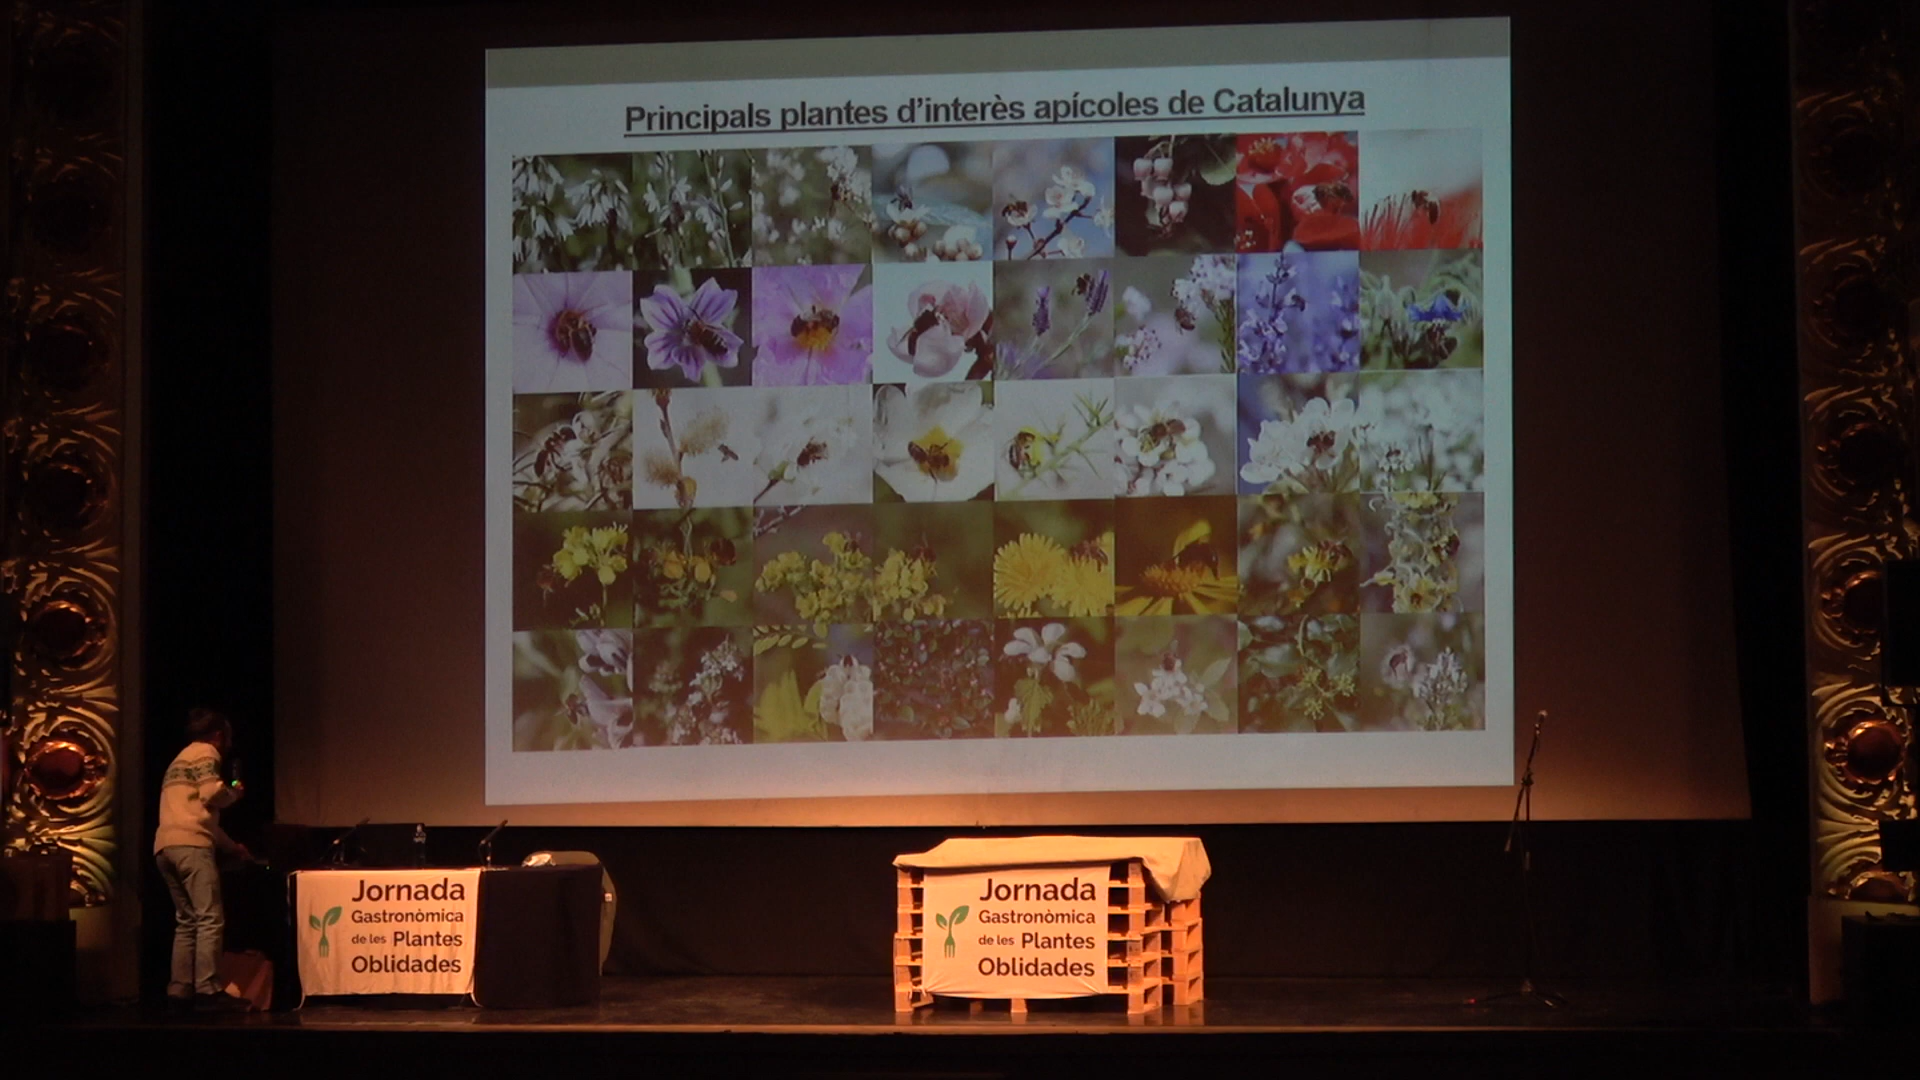 Principals plantes d'interès apícoles de Catalunya
Jornada
Gastronòmica
de les Plantes
Oblidades
Jornada
Gastronòmica
de les Plantes
Oblidades